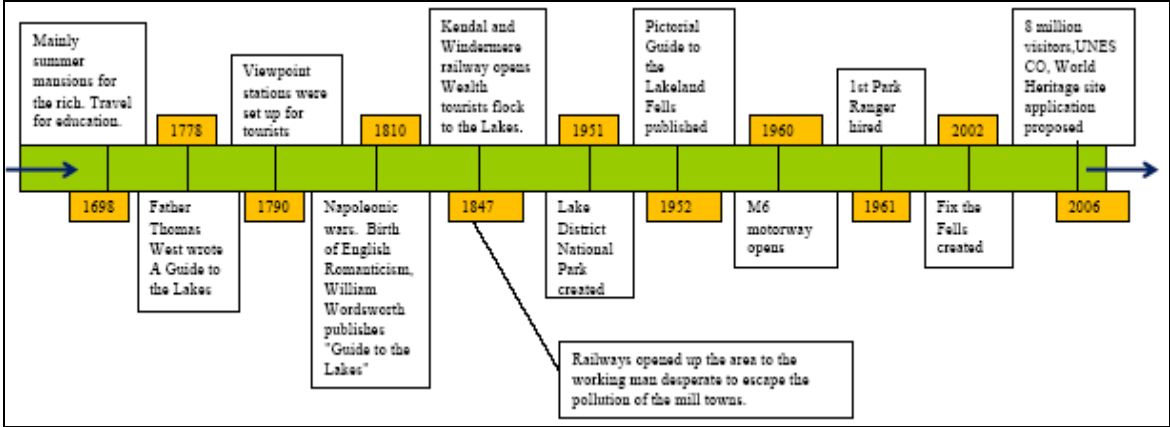 Mainly
summer
mansions for
the rich. Travel
for education.
1698
1778
Father
Thomas
West wrote
A Guide to
the Lakes
Viewpoint
stations were
set up for
tourists
1790
1810
Napoleonic
wars. Birth
of English
Romanticism,
William
Wordsworth
publishes
"Guide to the
Lakes"
Kendal and
Windermere
railway opens
Wealth
tourists flock
to the Lakes.
1847
Railways opened up the area to the
working man desperate to escape the
pollution of the mill towns.
1951
Lake
District
National
Park
created
Pictorial
Guide to
the
Lakeland
Fells
published
1952
1960
M6
motorway
opens
1st Park
Ranger
hired
1961
2002
Fix the
Fells
created
8 million
visitors,UNES
CO, World
Heritage site
application
proposed
2006